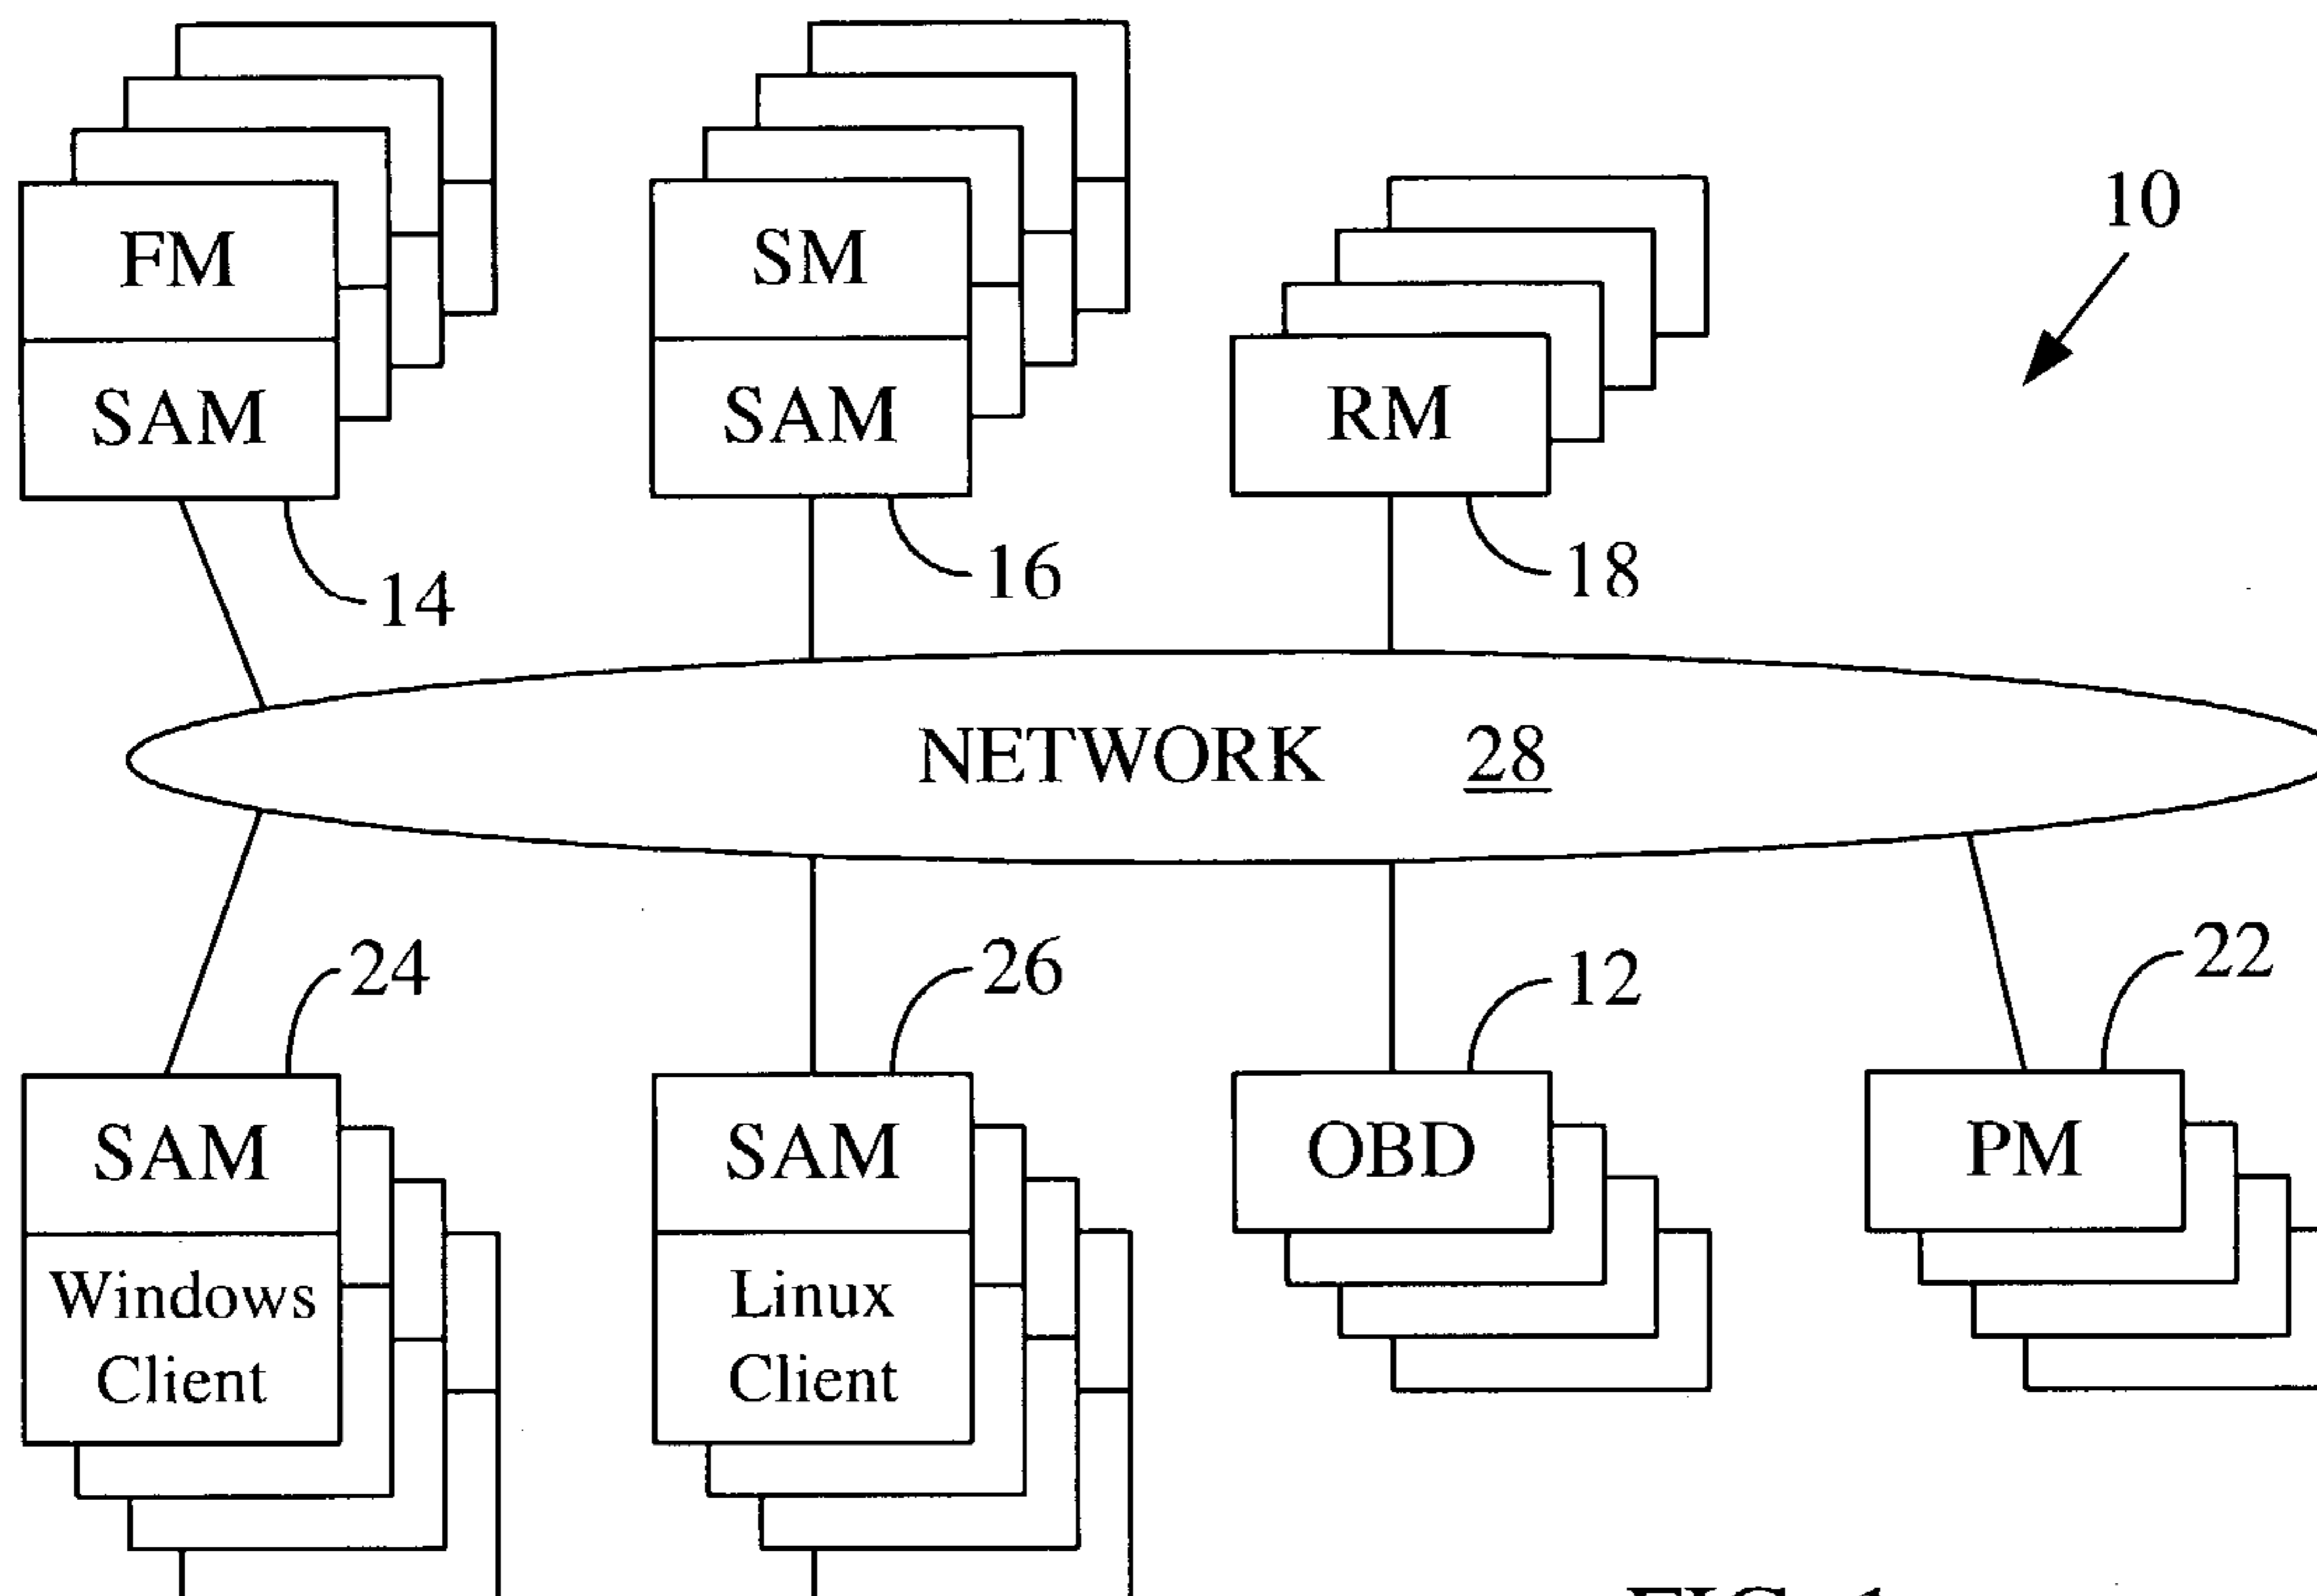 10
FM
SM
RM
SAM
SAM
14
16
18
NETWORK 28
24
26
12
22
SAM
SAM
OBD
PM
Windows
Client
Linux
Client